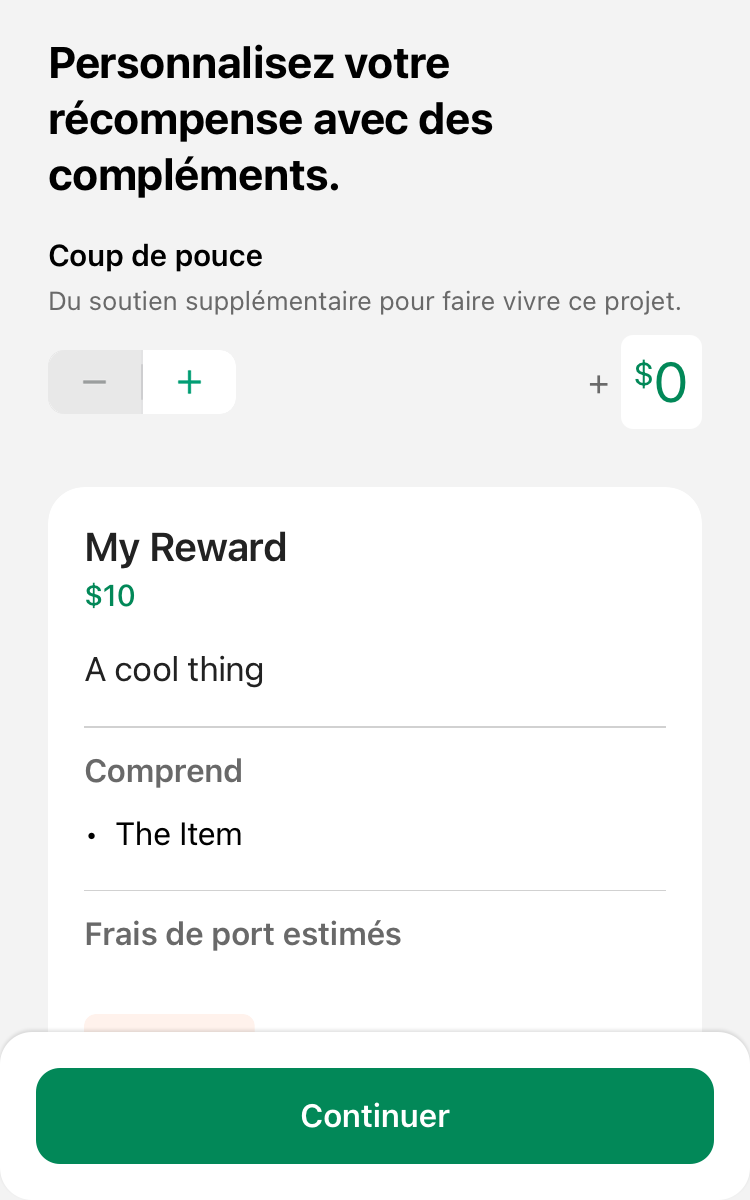 Personnalisez votre
récompense avec des
compléments.
Coup de pouce
Du soutien supplémentaire pour faire vivre ce projet.
− +
+ $0
My Reward
$10
A cool thing
Comprend
• The Item
Frais de port estimés
Continuer